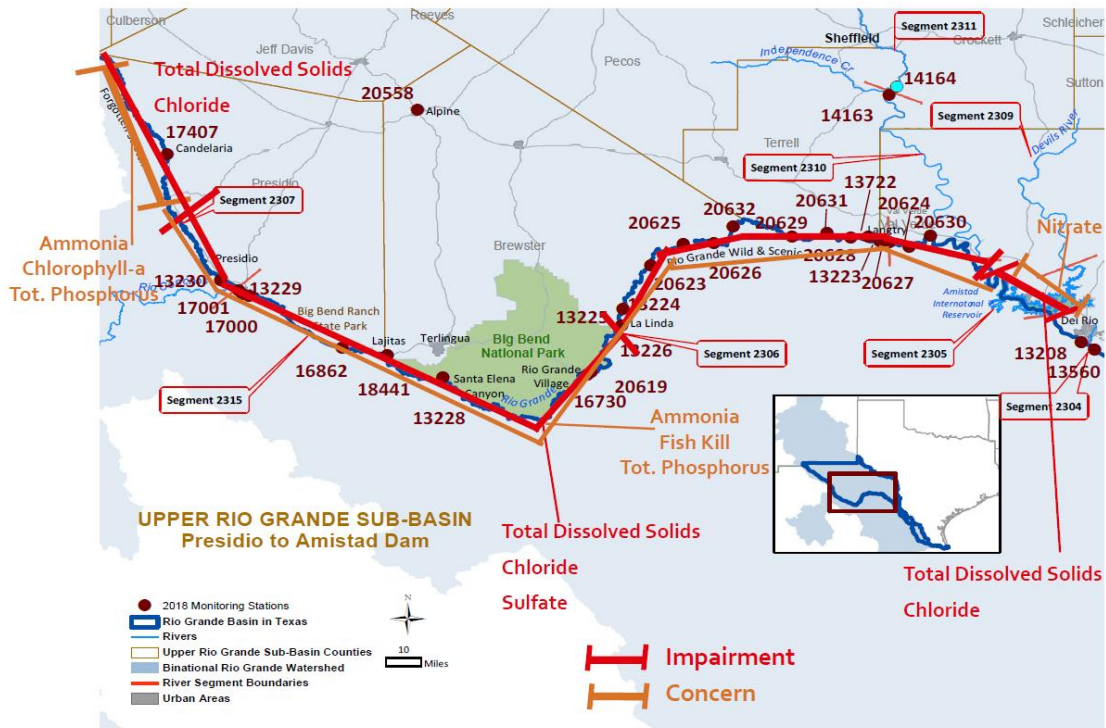 Culberson
Reeves
Jeff Davis
Pecos
Sheffield
Crockett
Schleicher
Sutton
Segment 2311
Independence Cr
14164
14163
Total Dissolved Solids
Chloride
20558
Alpine
17407
Candelaria
Segment 2309
Devils River
Terrell
Segment 2310
Presidio
Segment 2307
13722
20631
20624
20632
20629
20630
20625
Val Verde
Langtry
Nitrate
Ammonia
Chlorophyll-a
Tot. Phosphorus
Presidio
13230
13229
17001
17000
Brewster
Rio Grande Wild & Scenic
20626
20628
20623
13223
20627
13224
13225
La Linda
13226
Amistad
International
Reservoir
Del Rio
Big Bend Ranch
State Park
Lajitas
Terlingua
Big Bend
National Park
Rio Grande
Village
Segment 2306
Segment 2305
13208
13560
16862
18441
Santa Elena
Canyon
Rio Grande
20619
16730
Segment 2304
Segment 2315
13228
Ammonia
Fish Kill
Tot. Phosphorus
UPPER RIO GRANDE SUB-BASIN
Presidio to Amistad Dam
Total Dissolved Solids
Chloride
Sulfate
Total Dissolved Solids
Chloride
2018 Monitoring Stations
Rio Grande Basin in Texas
Rivers
Upper Rio Grande Sub-Basin Counties
Binational Rio Grande Watershed
River Segment Boundaries
Urban Areas
N
10
Miles
Impairment
Concern